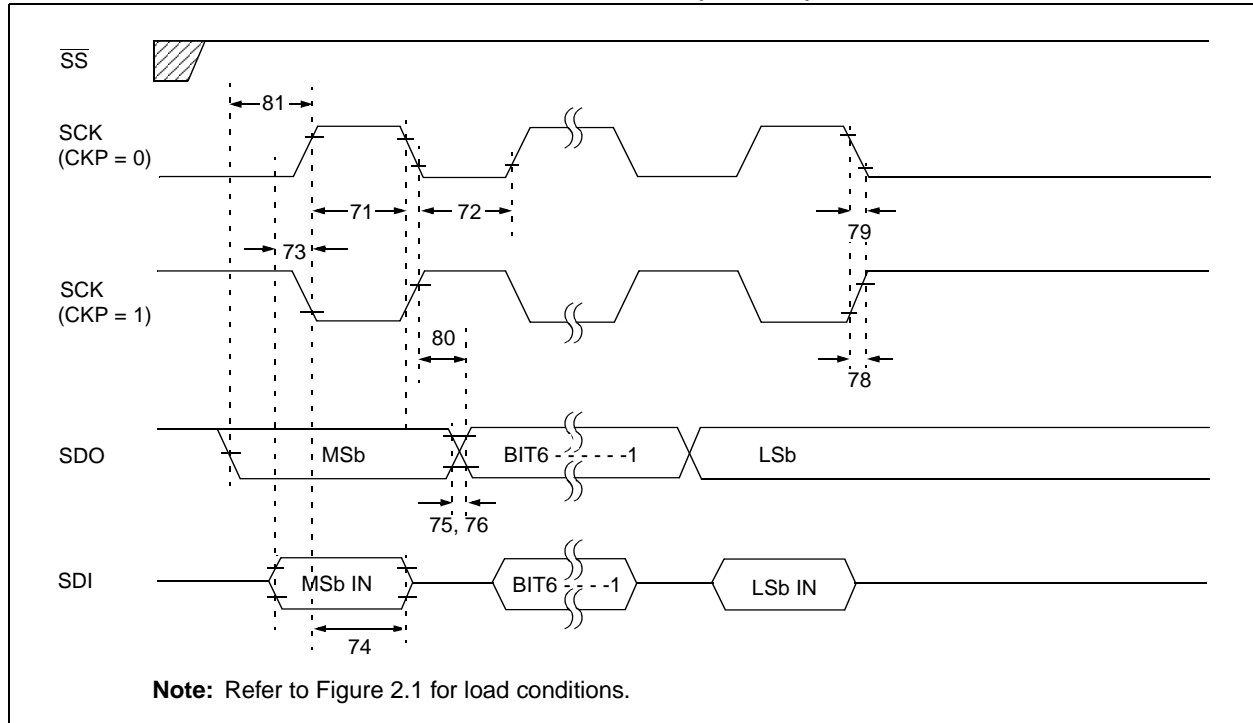 SS
81
SCK
(CKP = 0)
71
72
79
73
SCK
(CKP = 1)
80
78
SDO
MSb
BIT6 - - - - - -1
LSb
75, 76
SDI
MSb IN
BIT6 - - - - -1
LSb IN
74
Note: Refer to Figure 2.1 for load conditions.